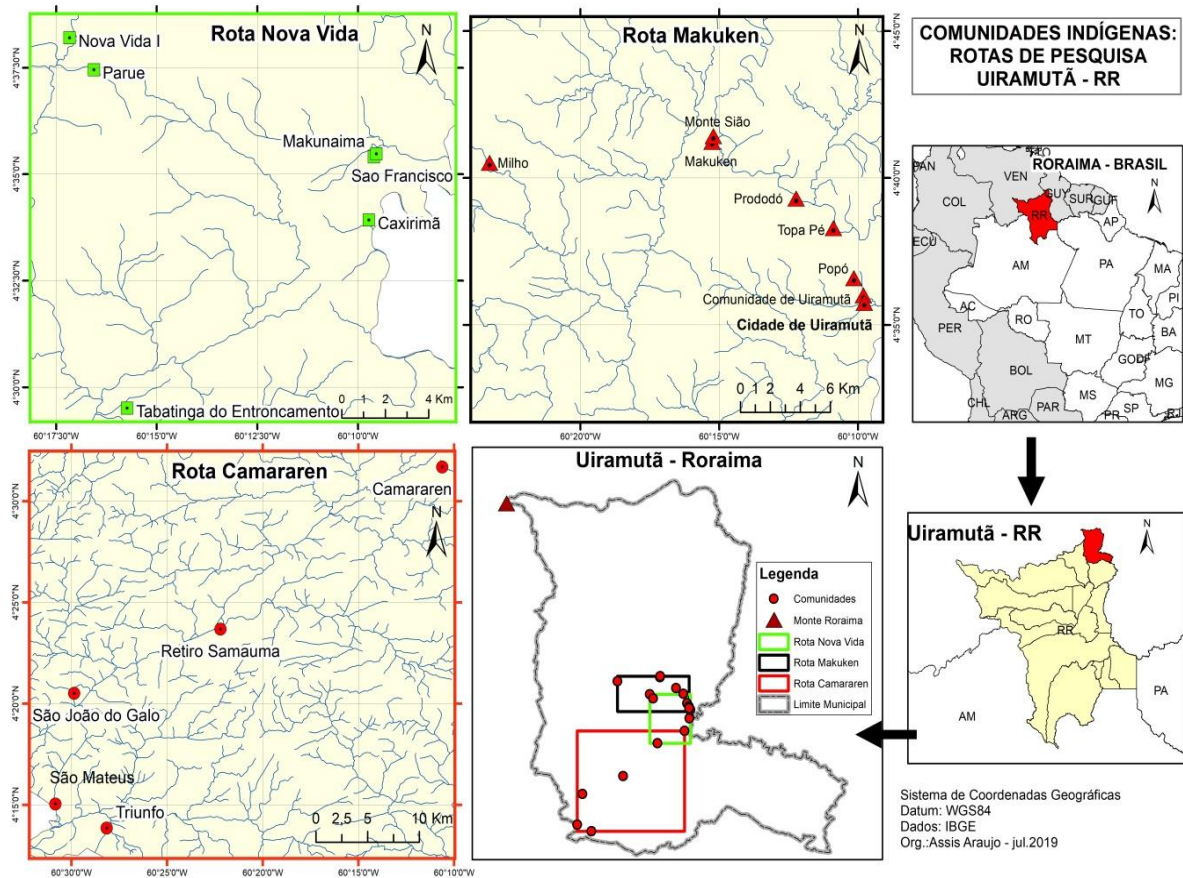 Rota Nova Vida
N
Nova Vida I
Parue
Makunaima
Sao Francisco
Caxirimã
Tabatinga do Entroncamento
0 1 2 4 Km
4°37'30"N
4°35'0"N
4°32'30"N
4°30'0"N
60°17'30"W 60°15'0"W 60°12'30"W 60°10'0"W
Rota Makuken
N
Monte Sião
Makuken
Milho
Prododó
Topa Pé
Popó
Comunidade de Uiramutã
Cidade de Uiramutã
0 1 2 4 6 Km
4°45'0"N
4°40'0"N
4°35'0"N
60°20'0"W 60°15'0"W 60°10'0"W
COMUNIDADES INDÍGENAS:
ROTAS DE PESQUISA
UIRAMUTÃ - RR
RORAIMA - BRASIL
N
PAN
VEN
GUY
SUR
GUF
COL
RR
AP
ECU
AM
PA
MA
PI
AC
RO
TO
PER
MT
BA
BOL
GO
DF
MG
MS
CHL
PAR
SP
ARG
PR
RJ
Rota Camararen
Camararen
N
Retiro Samauma
São João do Galo
São Mateus
Triunfo
0 2,5 5 10 Km
4°30'0"N
4°25'0"N
4°20'0"N
4°15'0"N
60°30'0"W 60°25'0"W 60°20'0"W 60°15'0"W 60°10'0"W
Uiramutã - Roraima
N
Legenda
Comunidades
Monte Roraima
Rota Nova Vida
Rota Makuken
Rota Camararen
Limite Municipal
Uiramutã - RR
N
RR
PA
AM
Sistema de Coordenadas Geográficas
Datum: WGS84
Dados: IBGE
Org.:Assis Araujo - jul.2019